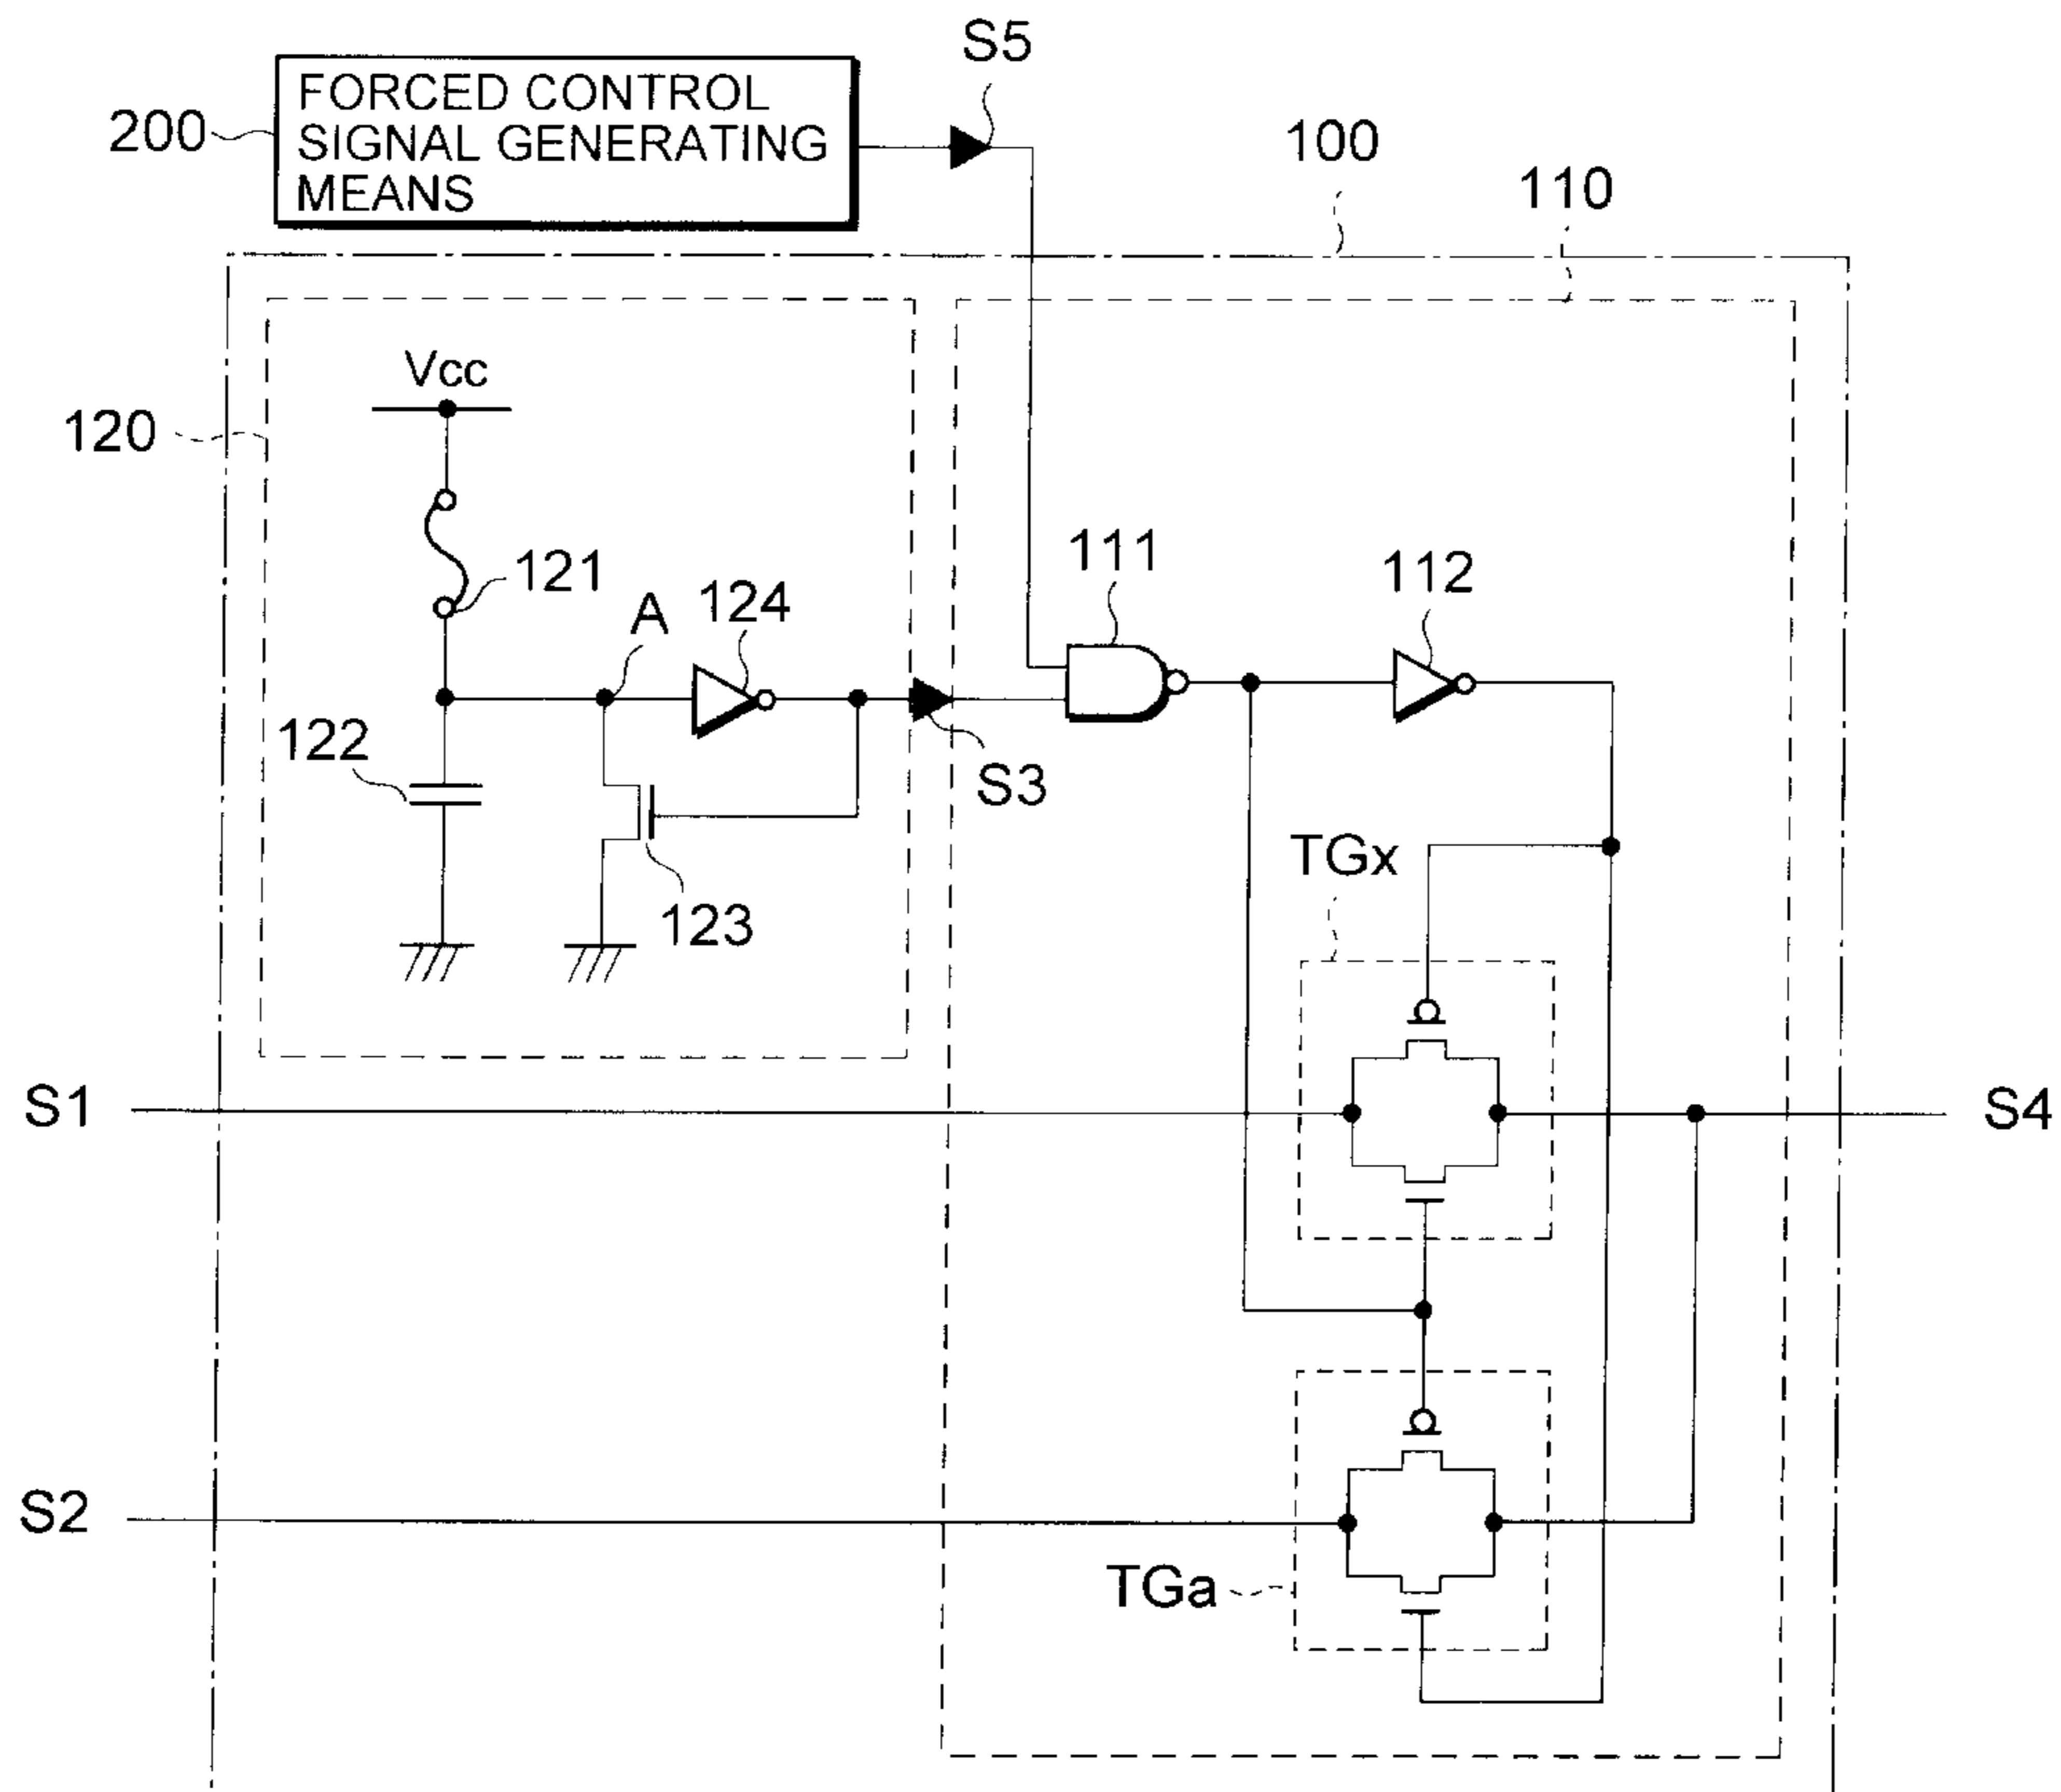 S5
FORCED CONTROL
SIGNAL GENERATING
MEANS
200
100
110
Vcc
120
121
A
124
111
112
122
S3
123
TGx
S1
S4
S2
TGa